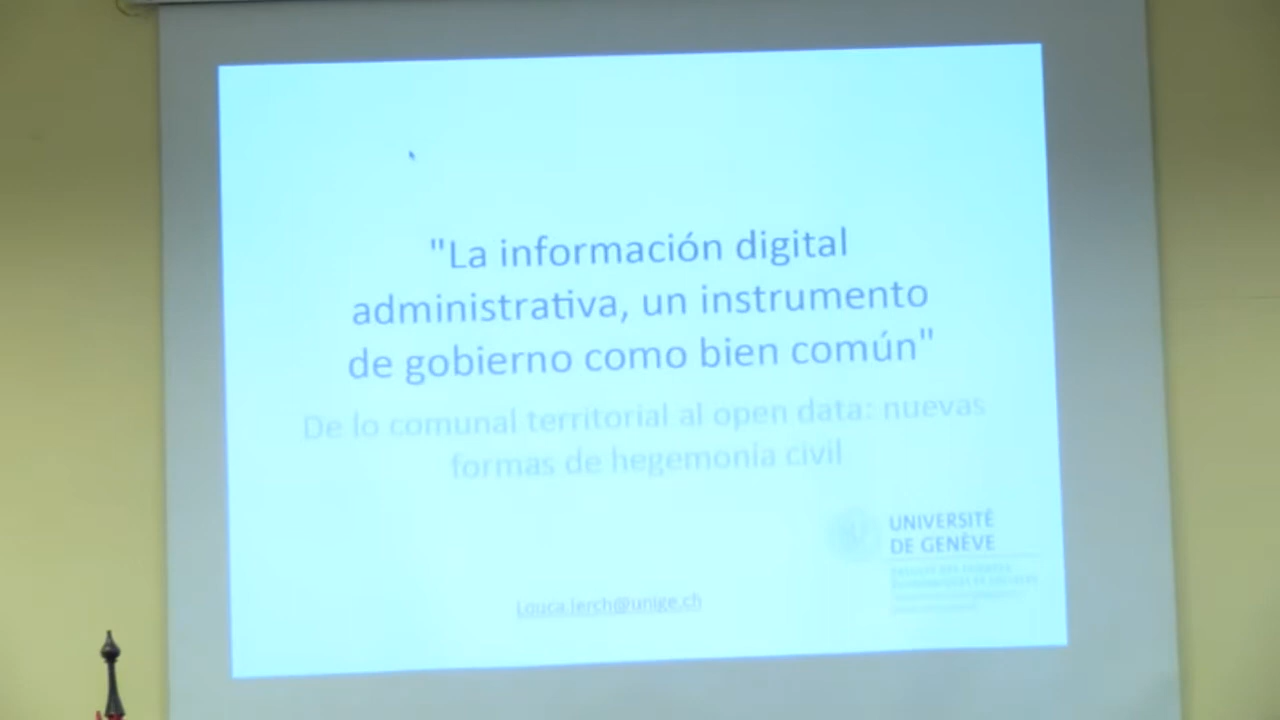 "La información digital
administrativa, un instrumento
de gobierno como bien común"
De lo comunal territorial al open data: nuevas
formas de hegemonía civil
UNIVERSITÉ
DE GENÈVE
Louca.lerch@unige.ch